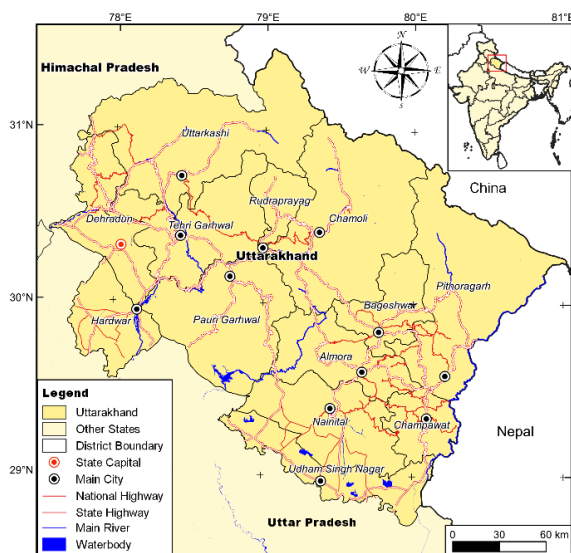 78°E
79°E
80°E
81°E
N
W
E
S
Himachal Pradesh
31°N
Uttarkashi
China
Rudraprayag
Dehradun
Tehri Garhwal
Chamoli
Uttarakhand
30°N
Hardwar
Pauri Garhwal
Bageshwar
Pithoragarh
Almora
Nainital
Champawat
Nepal
Udham Singh Nagar
29°N
Uttar Pradesh
Legend
Uttarakhand
Other States
District Boundary
State Capital
Main City
National Highway
State Highway
Main River
Waterbody
0 30 60 km